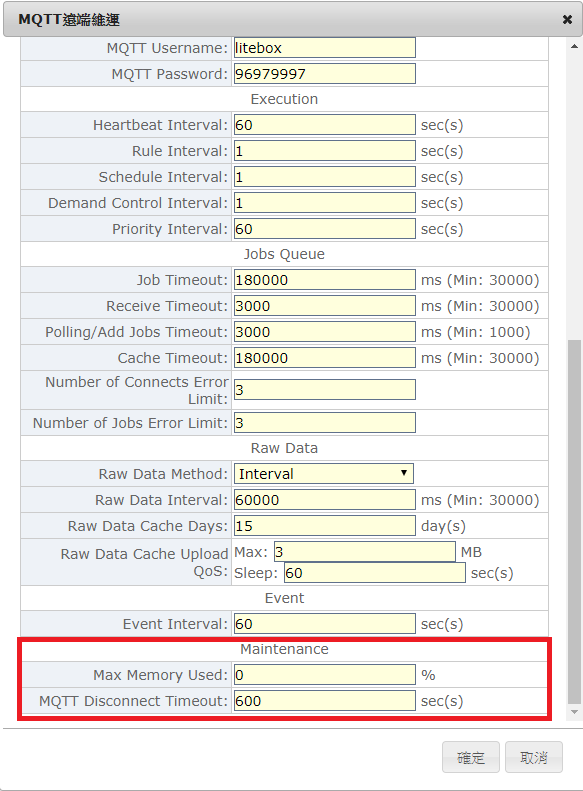 MQTT遠端維運
MQTT Username: litebox
MQTT Password: 96979997
Execution
Heartbeat Interval: 60 sec(s)
Rule Interval: 1 sec(s)
Schedule Interval: 1 sec(s)
Demand Control Interval: 1 sec(s)
Priority Interval: 60 sec(s)
Jobs Queue
Job Timeout: 180000 ms (Min: 30000)
Receive Timeout: 3000 ms (Min: 30000)
Polling/Add Jobs Timeout: 3000 ms (Min: 1000)
Cache Timeout: 180000 ms (Min: 30000)
Number of Connects Error
Limit: 3
Number of Jobs Error Limit: 3
Raw Data
Raw Data Method: Interval
Raw Data Interval: 60000 ms (Min: 30000)
Raw Data Cache Days: 15 day(s)
Raw Data Cache Upload
QoS:
Max: 3 MB
Sleep: 60 sec(s)
Event
Event Interval: 60 sec(s)
Maintenance
Max Memory Used: 0 %
MQTT Disconnect Timeout: 600 sec(s)
確定 取消